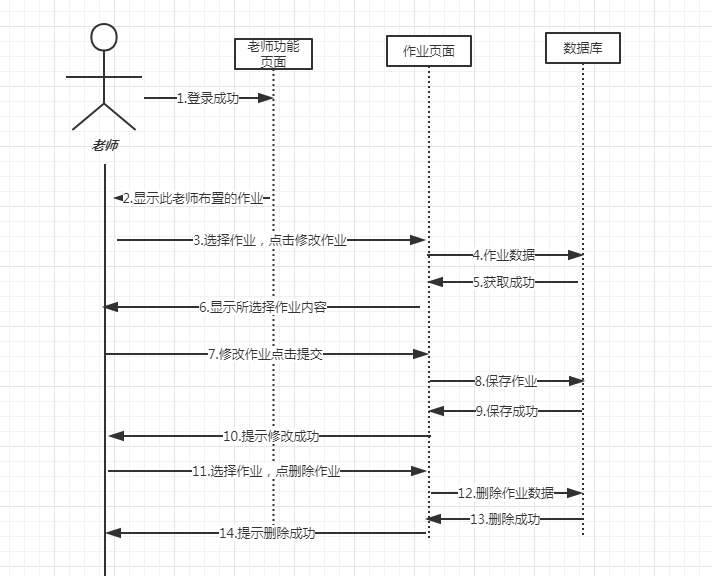 老师功能
页面
作业页面
数据库
1.登录成功
老师
2.显示此老师布置的作业
3.选择作业，点击修改作业
4.作业数据
5.获取成功
6.显示所选择作业内容
7.修改作业点击提交
8.保存作业
9.保存成功
10.提示修改成功
11.选择作业，点删除作业
12.删除作业数据
13.删除成功
14.提示删除成功